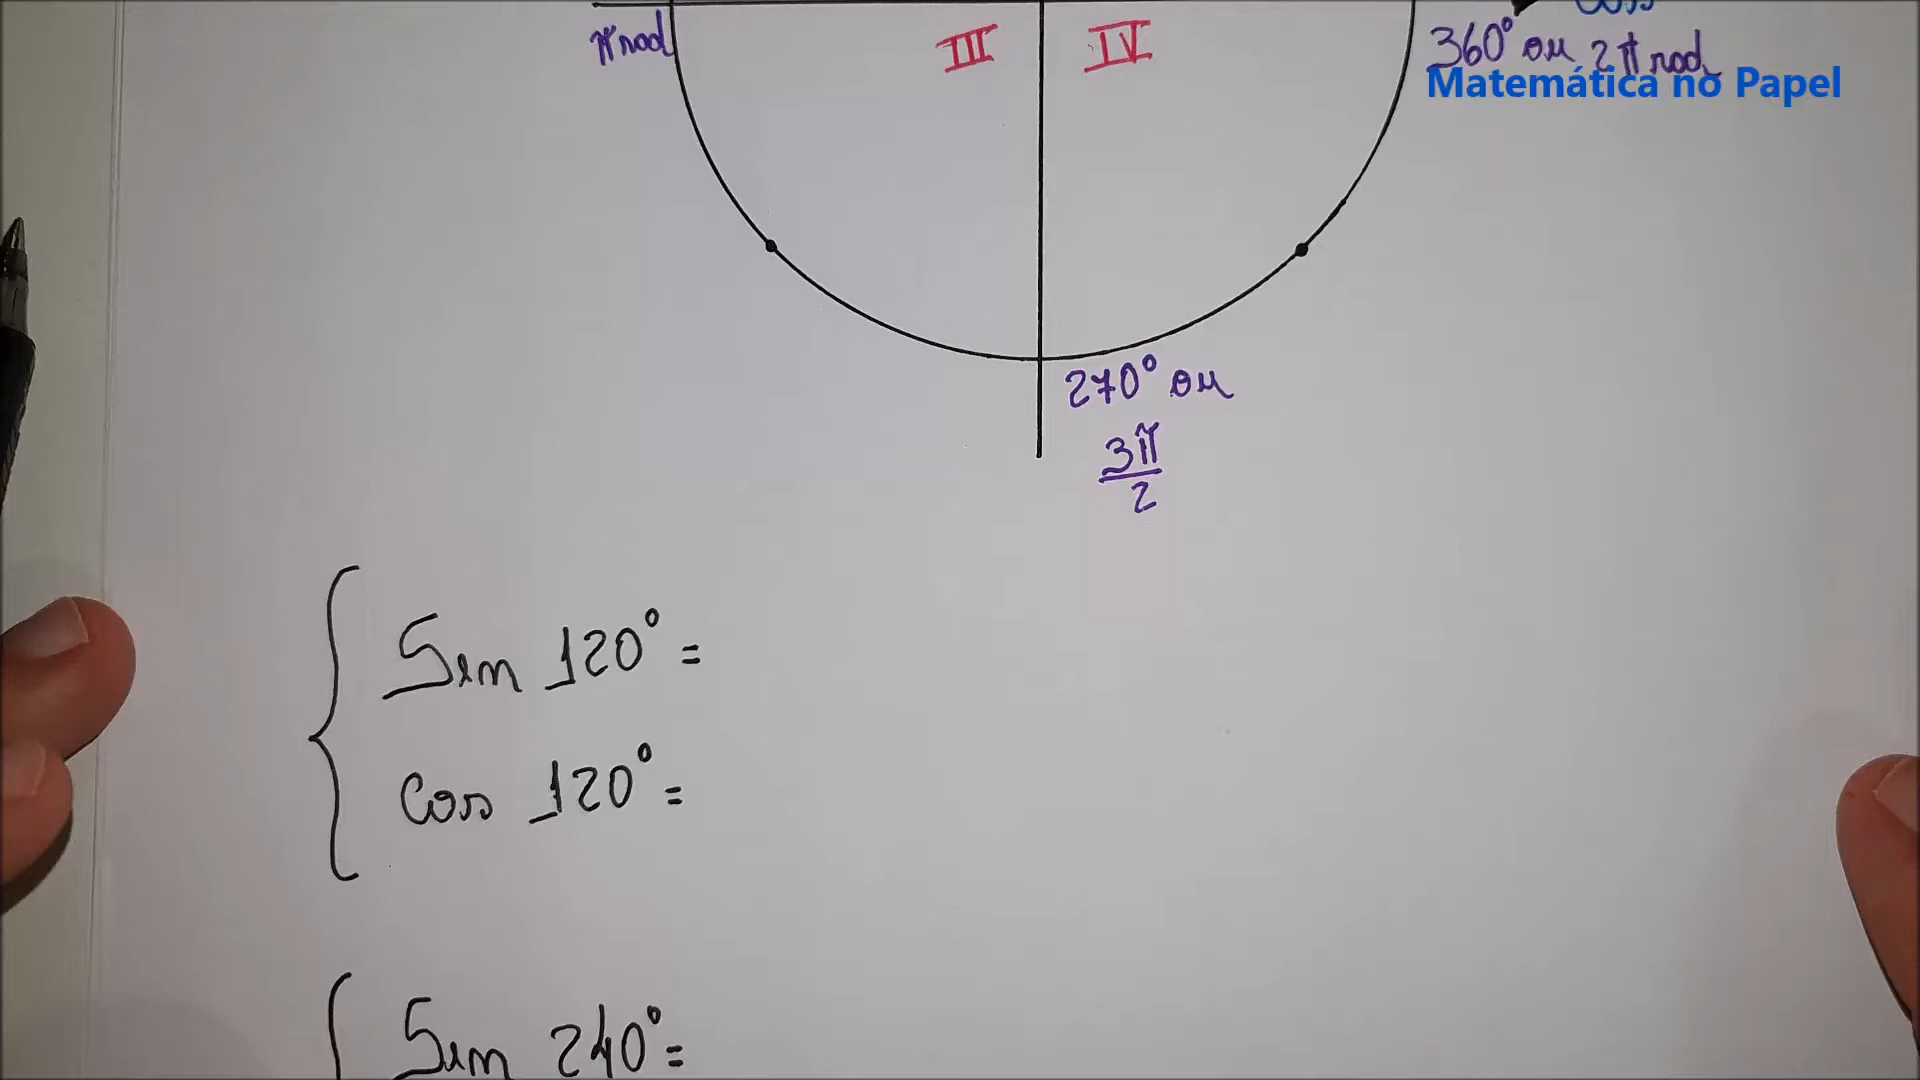 π rad
III
IV
360° ou 2π rad
Matemática no Papel
270° ou
3π
2
Sen 120° =
Cos 120° =
Sen 240° =